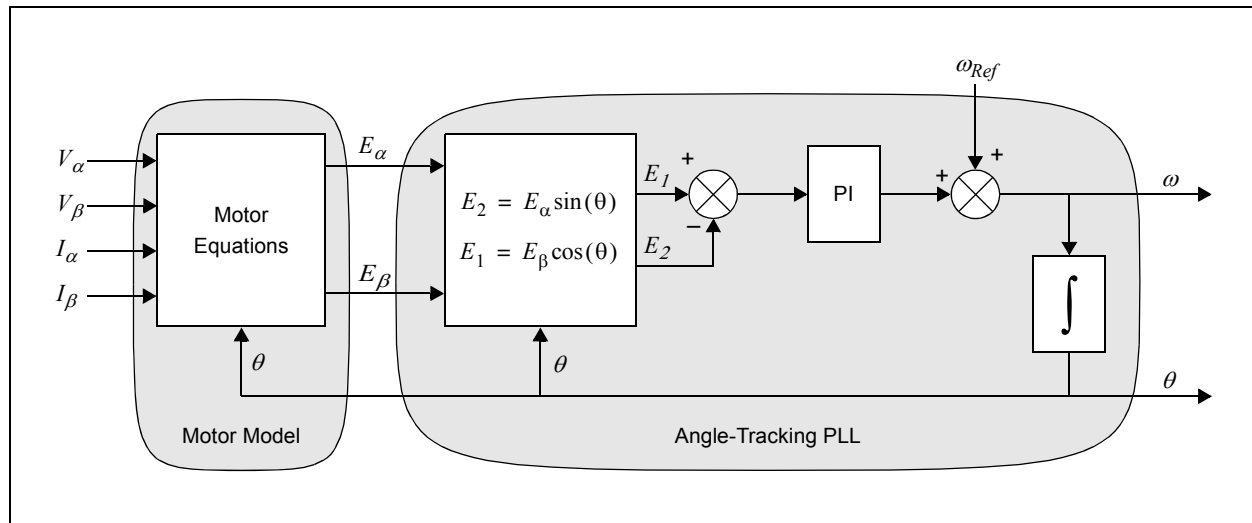 ω_Ref
V_α
V_β
I_α
I_β
Motor
Equations
θ
Motor Model
E_α
E_β
E_2 = E_α sin(θ)
E_1 = E_β cos(θ)
θ
E_1
E_2
+
−
PI
+
+
ω
∫
θ
Angle-Tracking PLL